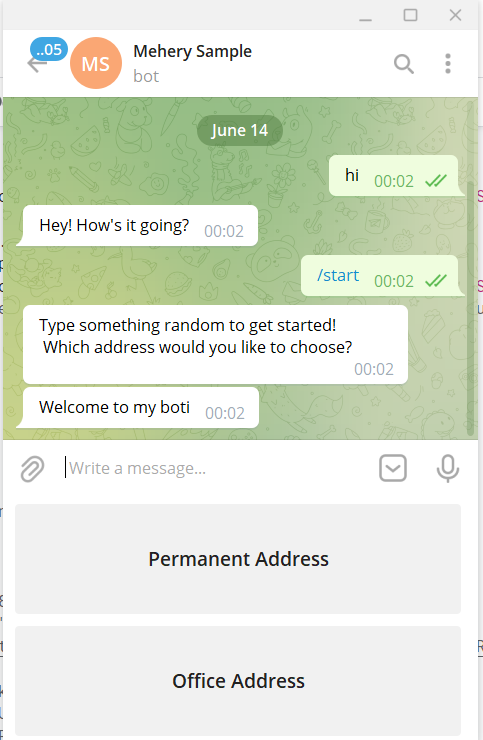 ..05
MS
Mehery Sample
bot
June 14
hi 00:02
Hey! How's it going? 00:02
/start 00:02
Type something random to get started!
Which address would you like to choose?
00:02
Welcome to my boti 00:02
Write a message...
Permanent Address
Office Address